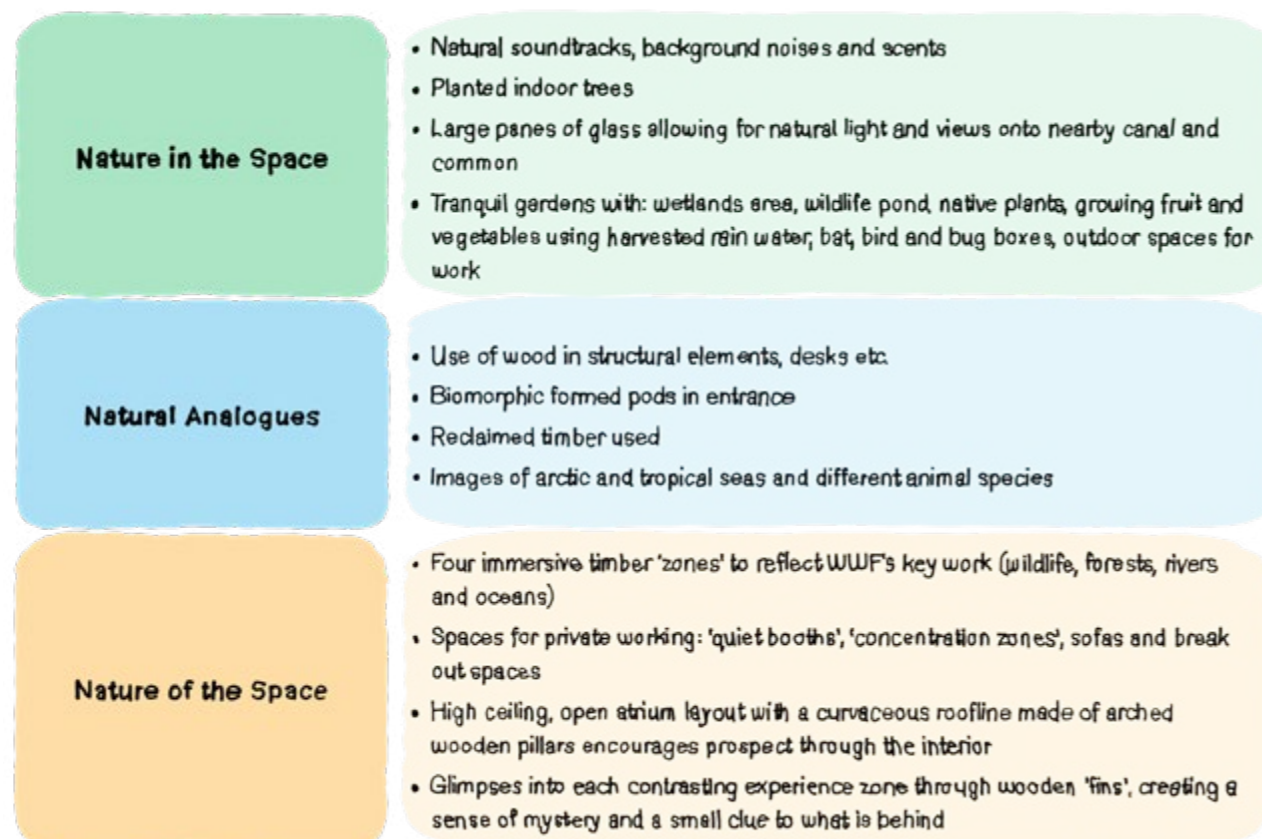 Nature in the Space
• Natural soundtracks, background noises and scents
• Planted indoor trees
• Large panes of glass allowing for natural light and views onto nearby canal and
common
• Tranquil gardens with: wetlands area, wildlife pond, native plants, growing fruit and
vegetables using harvested rain water, bat, bird and bug boxes, outdoor spaces for
work
Natural Analogues
• Use of wood in structural elements, desks etc.
• Biomorphic formed pods in entrance
• Reclaimed timber used
• Images of arctic and tropical seas and different animal species
Nature of the Space
• Four immersive timber 'zones' to reflect WWF's key work (wildlife, forests, rivers
and oceans)
• Spaces for private working: 'quiet booths', 'concentration zones', sofas and break
out spaces
• High ceiling, open atrium layout with a curvaceous roofline made of arched
wooden pillars encourages prospect through the interior
• Glimpses into each contrasting experience zone through wooden 'fins', creating a
sense of mystery and a small clue to what is behind